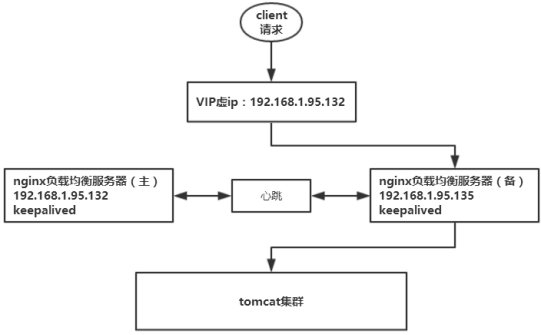 client
请求
VIP虚ip：192.168.1.95.132
nginx负载均衡服务器（主）
192.168.1.95.132
keepalived
心跳
nginx负载均衡服务器（备）
192.168.1.95.135
keepalived
tomcat集群